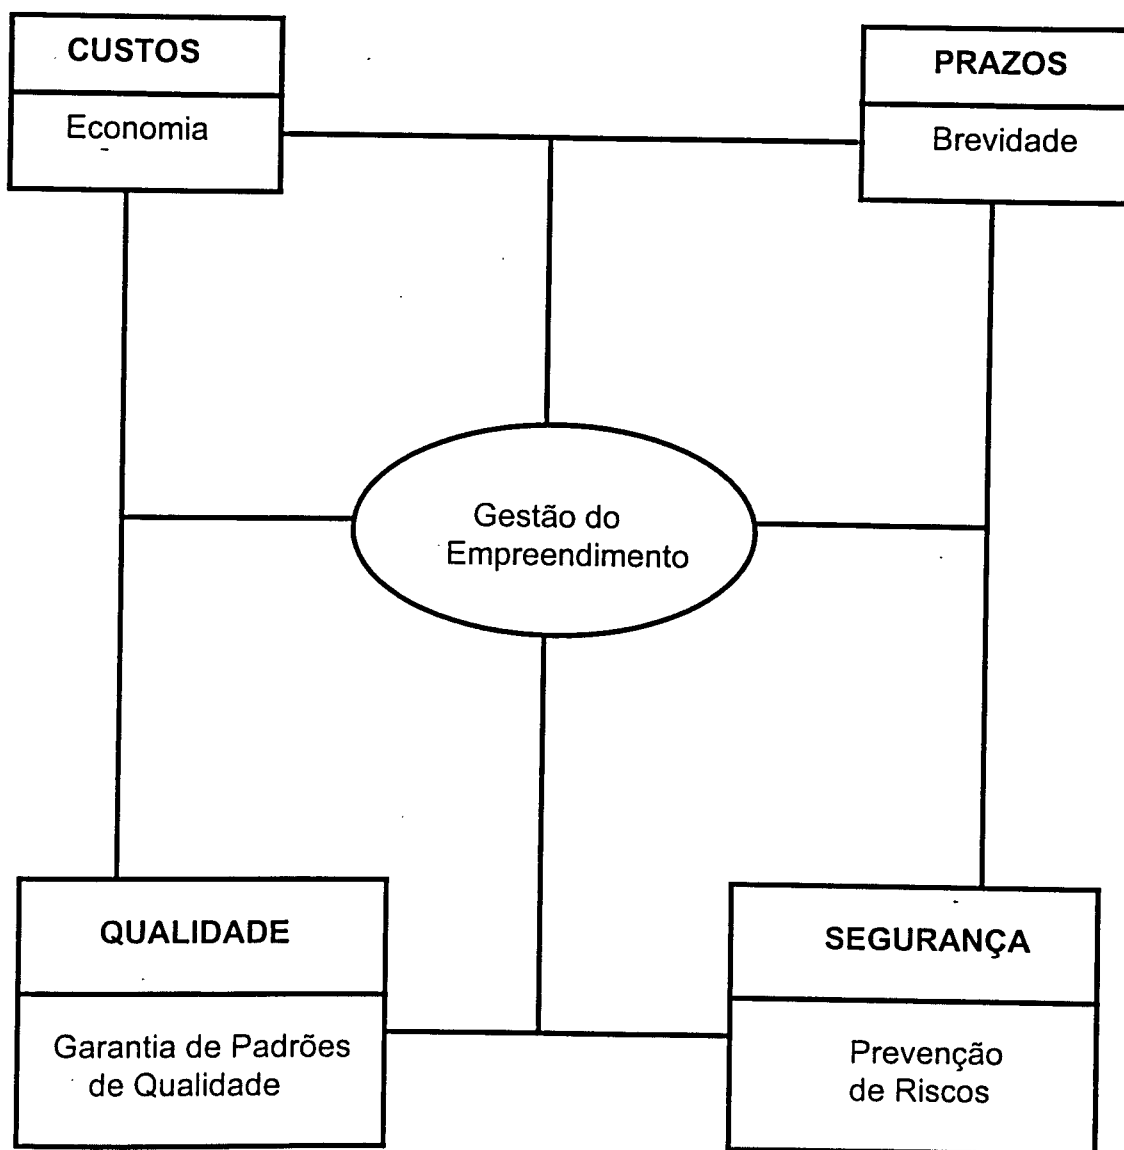 CUSTOS
Economia
PRAZOS
Brevidade
Gestão do
Empreendimento
QUALIDADE
Garantia de Padrões
de Qualidade
SEGURANÇA
Prevenção
de Riscos